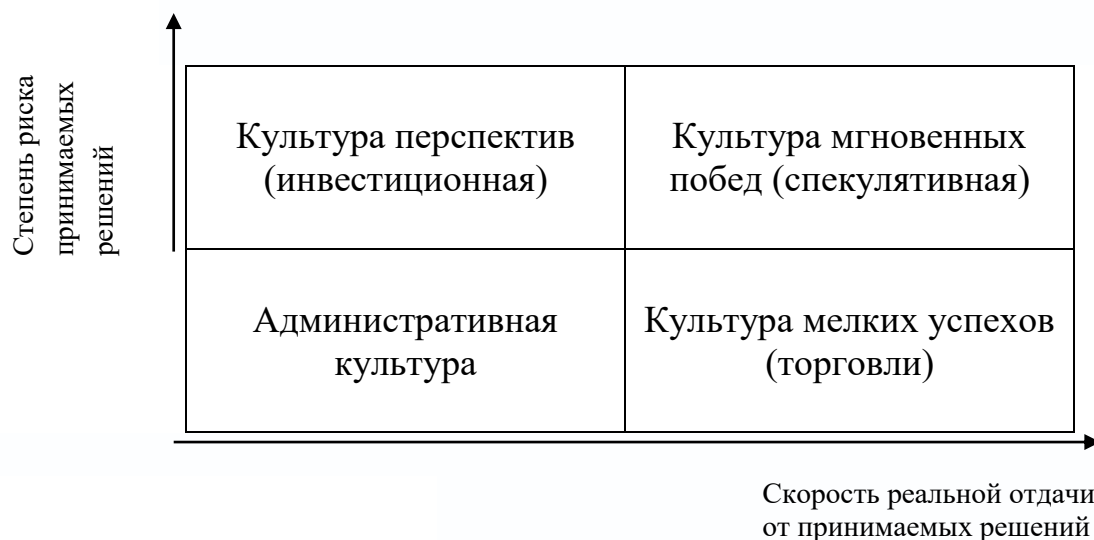 Степень риска
принимаемых
решений
Культура перспектив
(инвестиционная)
Культура мгновенных
побед (спекулятивная)
Административная
культура
Культура мелких успехов
(торговли)
Скорость реальной отдачи
от принимаемых решений